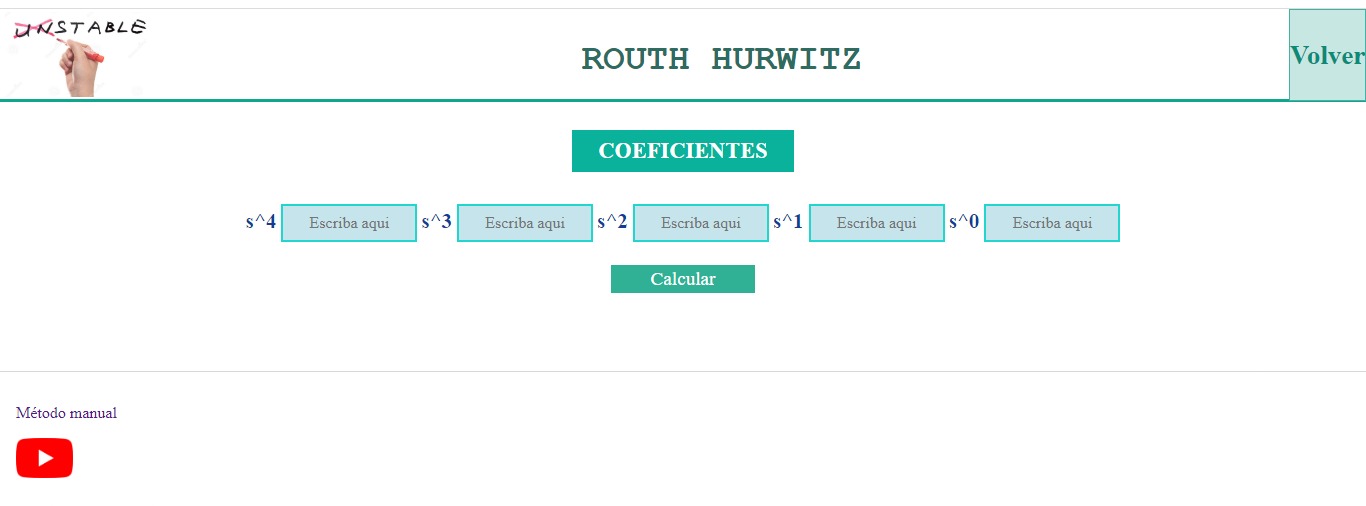 UNSTABLE
ROUTH HURWITZ
Volver
COEFICIENTES
s^4 Escriba aqui s^3 Escriba aqui s^2 Escriba aqui s^1 Escriba aqui s^0 Escriba aqui
Calcular
Método manual